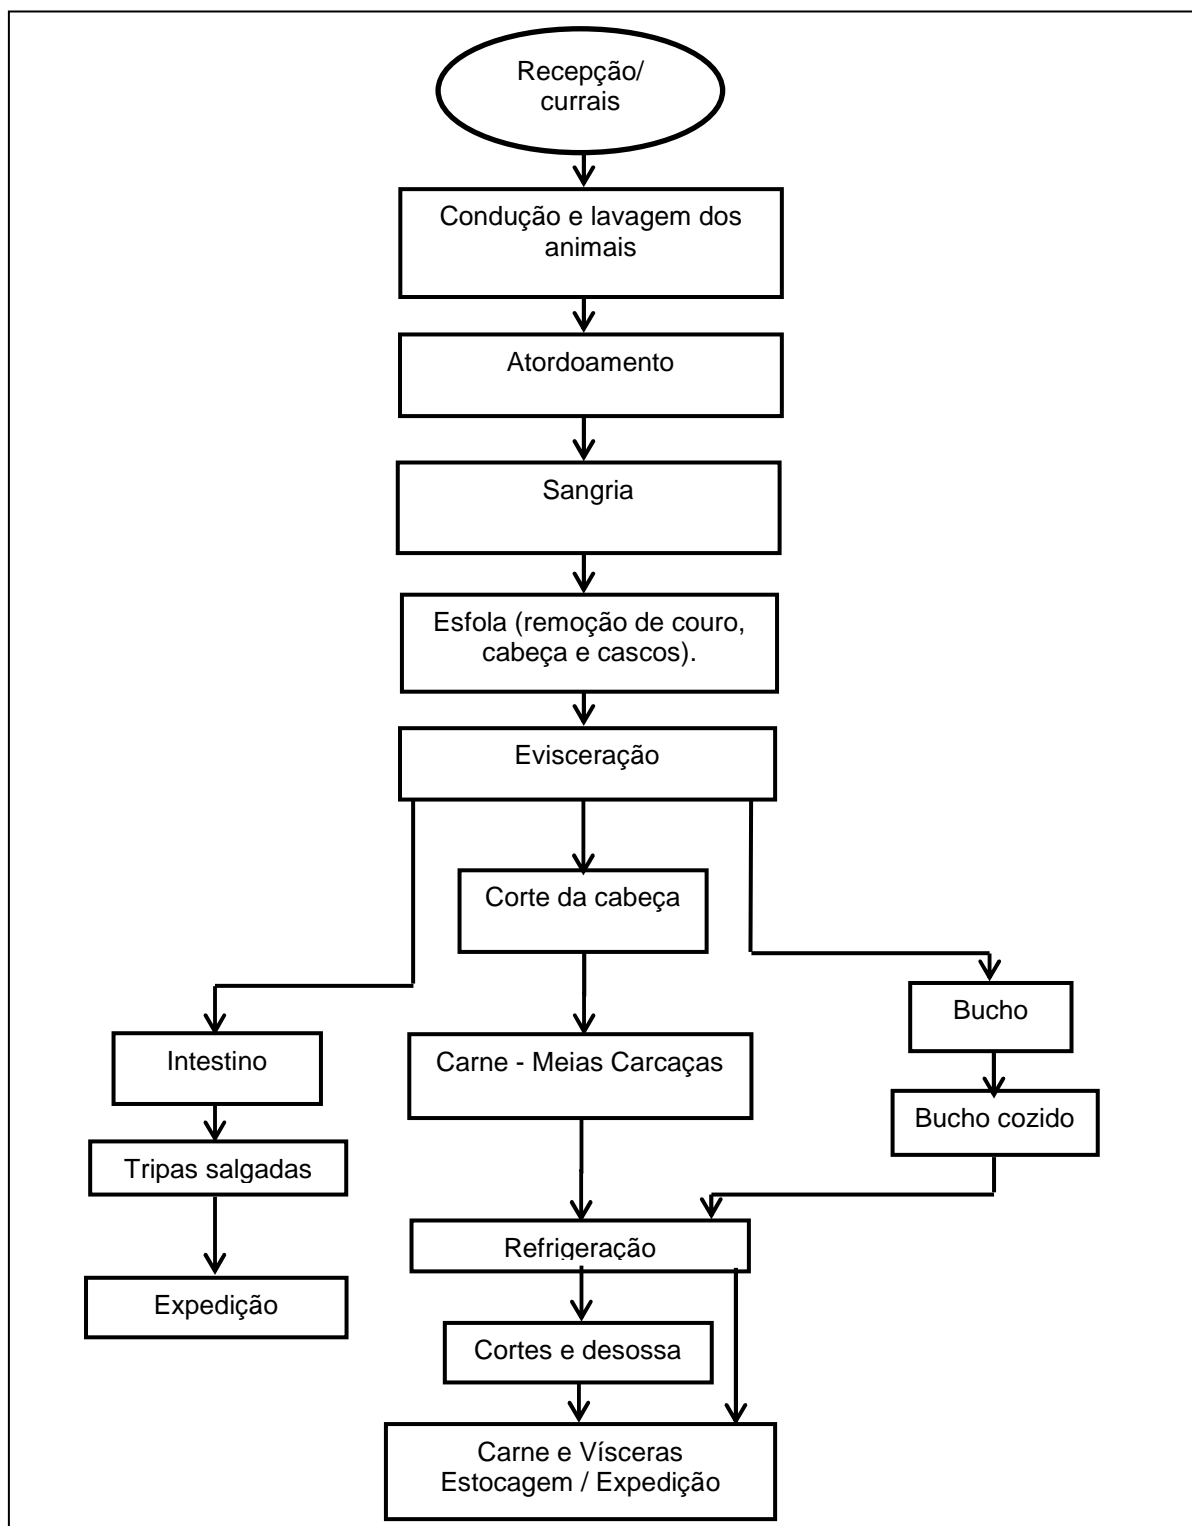 Recepção/
currais
Condução e lavagem dos
animais
Atordoamento
Sangria
Esfola (remoção de couro,
cabeça e cascos).
Evisceração
Corte da cabeça
Bucho
Intestino
Carne - Meias Carcaças
Bucho cozido
Tripas salgadas
Refrigeração
Expedição
Cortes e desossa
Carne e Vísceras
Estocagem / Expedição